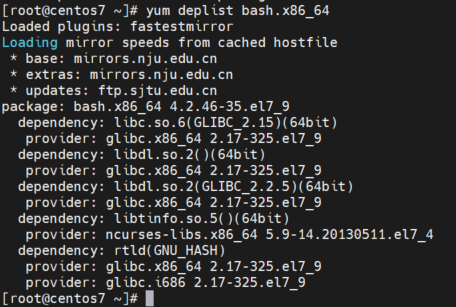 [root@centos7 ~]# yum deplist bash.x86_64
Loaded plugins: fastestmirror
Loading mirror speeds from cached hostfile
 * base: mirrors.nju.edu.cn
 * extras: mirrors.nju.edu.cn
 * updates: ftp.sjtu.edu.cn
package: bash.x86_64 4.2.46-35.el7_9
  dependency: libc.so.6(GLIBC_2.15)(64bit)
   provider: glibc.x86_64 2.17-325.el7_9
  dependency: libdl.so.2()(64bit)
   provider: glibc.x86_64 2.17-325.el7_9
  dependency: libdl.so.2(GLIBC_2.2.5)(64bit)
   provider: glibc.x86_64 2.17-325.el7_9
  dependency: libtinfo.so.5()(64bit)
   provider: ncurses-libs.x86_64 5.9-14.20130511.el7_4
  dependency: rtld(GNU_HASH)
   provider: glibc.x86_64 2.17-325.el7_9
   provider: glibc.i686 2.17-325.el7_9
[root@centos7 ~]#